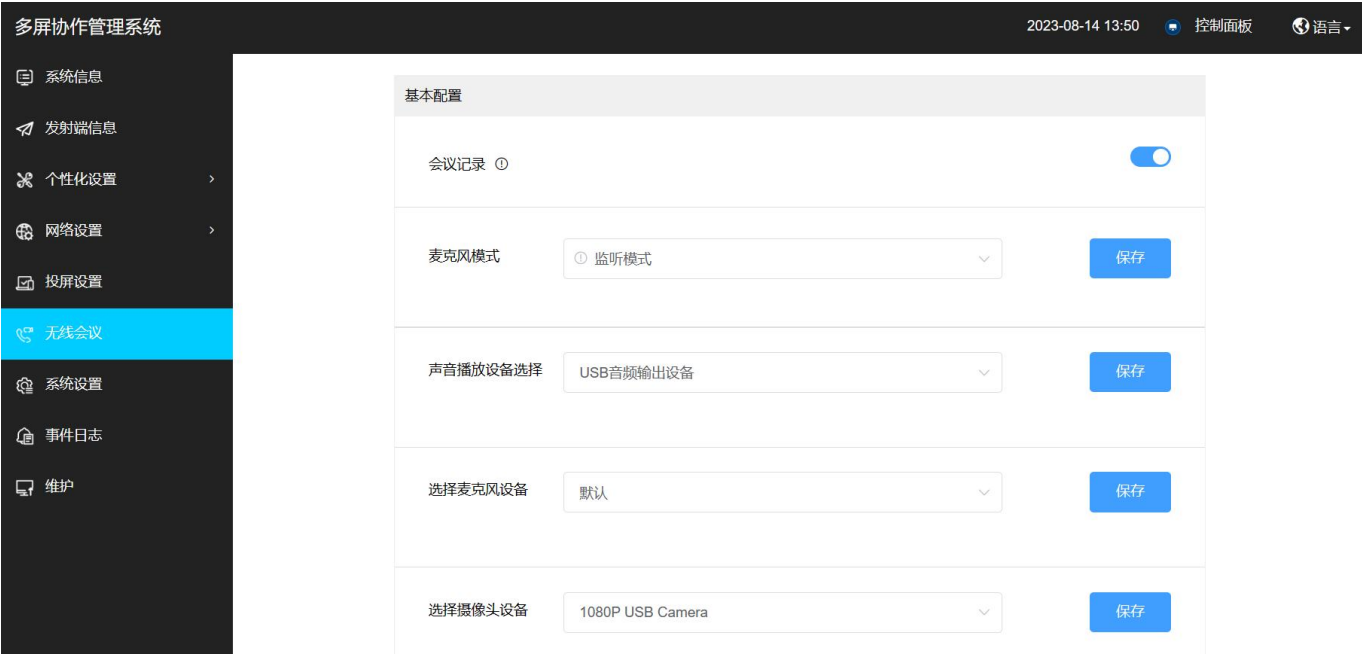 多屏协作管理系统
2023-08-14 13:50 控制面板 语言
系统信息
发射端信息
个性化设置
网络设置
投屏设置
无线会议
系统设置
事件日志
维护
基本配置
会议记录
麦克风模式 监听模式 保存
声音播放设备选择 USB音频输出设备 保存
选择麦克风设备 默认 保存
选择摄像头设备 1080P USB Camera 保存